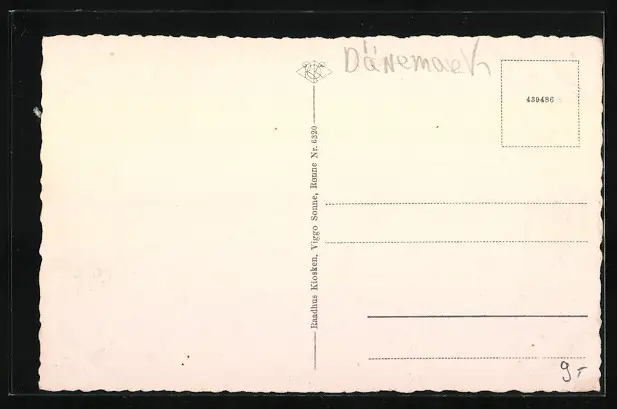 Dänemark
439486
Raadhus Kiosken, Viggo Sonne, Rønne Nr. 6320
9,-